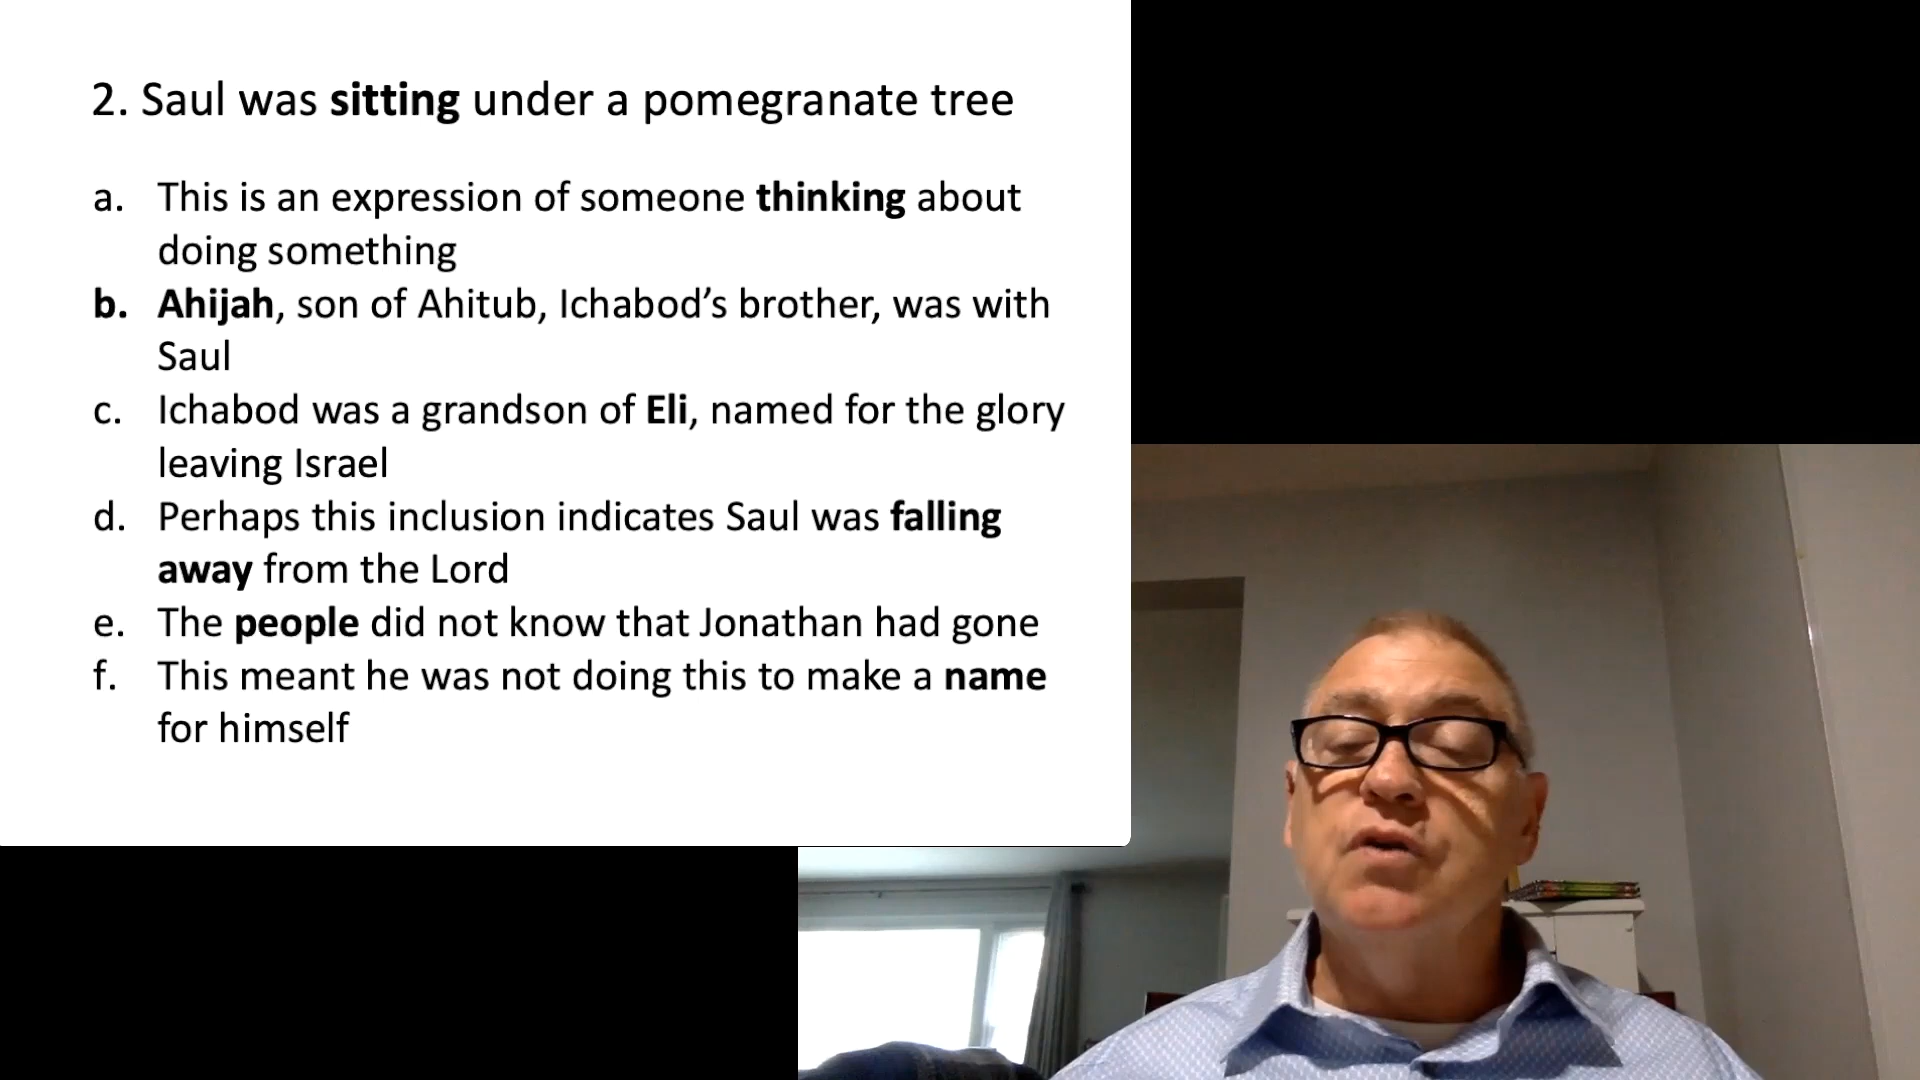 2. Saul was sitting under a pomegranate tree
a. This is an expression of someone thinking about
doing something
b. Ahijah, son of Ahitub, Ichabod’s brother, was with
Saul
c. Ichabod was a grandson of Eli, named for the glory
leaving Israel
d. Perhaps this inclusion indicates Saul was falling
away from the Lord
e. The people did not know that Jonathan had gone
f. This meant he was not doing this to make a name
for himself